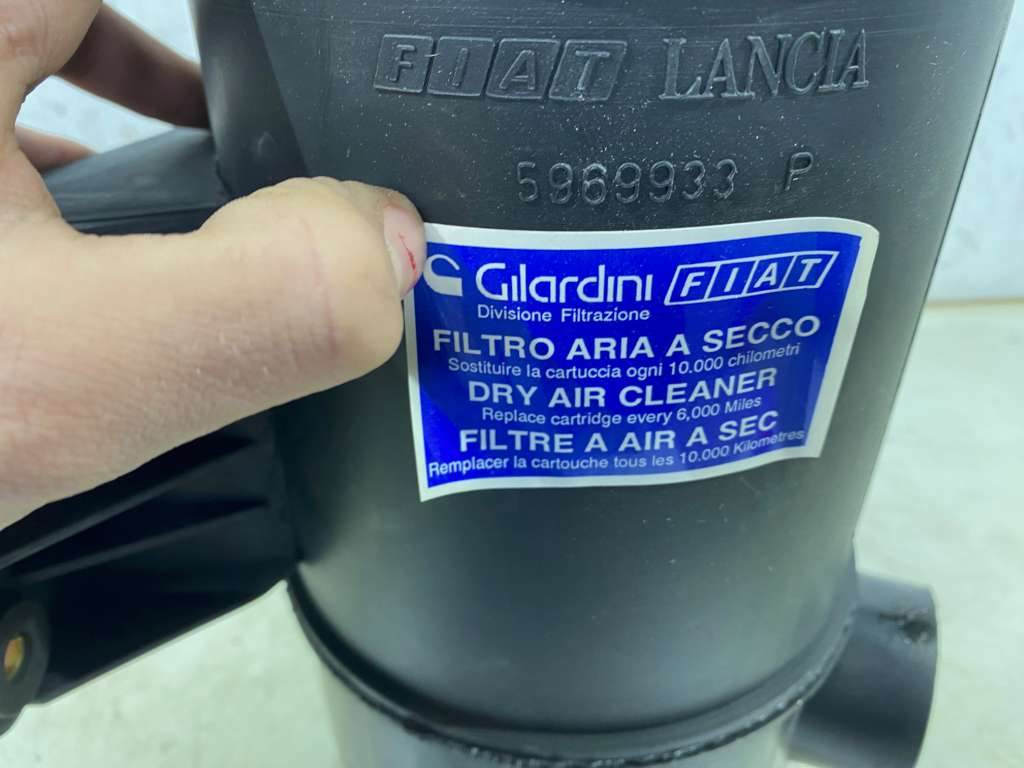 FIAT LANCIA
5969933 P
Gilardini FIAT
Divisione Filtrazione
FILTRO ARIA A SECCO
Sostituire la cartuccia ogni 10.000 chilometri
DRY AIR CLEANER
Replace cartridge every 6,000 Miles
FILTRE A AIR A SEC
Remplacer la cartouche tous les 10.000 Kilometres